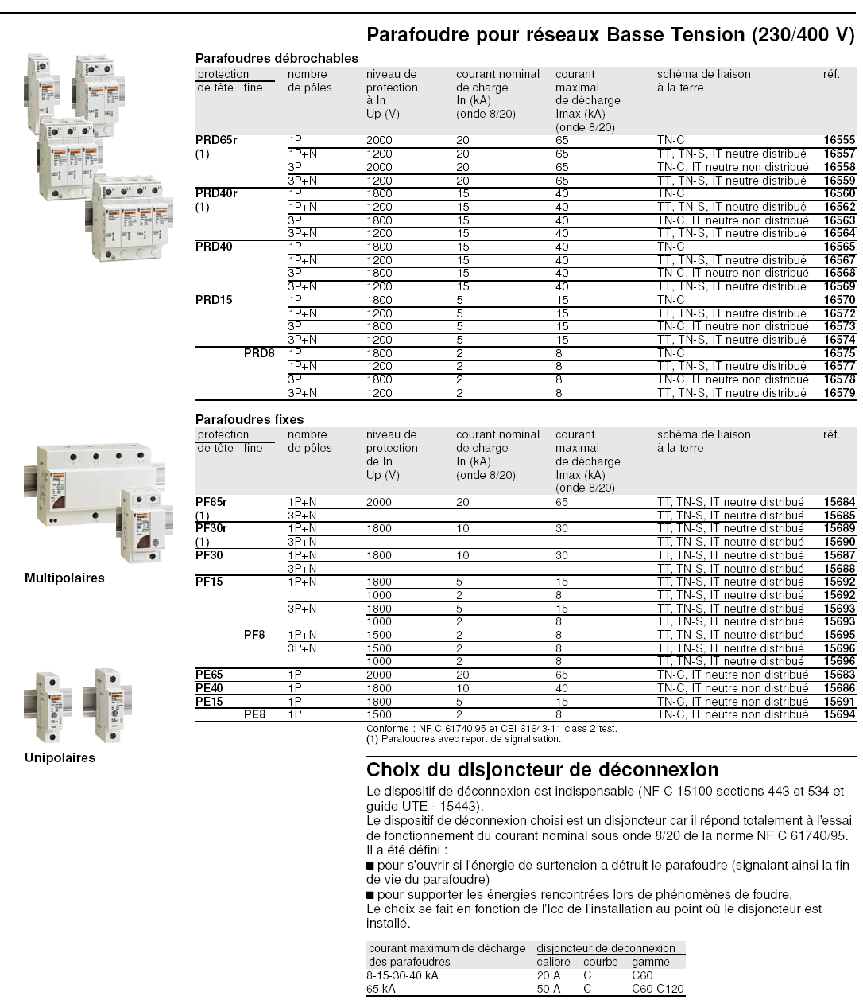 Parafoudre pour réseaux Basse Tension (230/400 V)
Parafoudres débrochables
protection nombre niveau de courant nominal courant schéma de liaison réf.
de tête fine de pôles protection de charge maximal à la terre
à In In (kA) de décharge
Up (V) (onde 8/20) Imax (kA)
(onde 8/20)
PRD65r 1P 2000 20 65 TN-C 16555
(1) 1P+N 1200 20 65 TT, TN-S, IT neutre distribué 16557
3P 2000 20 65 TN-C, IT neutre non distribué 16558
3P+N 1200 20 65 TT, TN-S, IT neutre distribué 16559
PRD40r 1P 1800 15 40 TN-C 16560
(1) 1P+N 1200 15 40 TT, TN-S, IT neutre distribué 16562
3P 1800 15 40 TN-C, IT neutre non distribué 16563
3P+N 1200 15 40 TT, TN-S, IT neutre distribué 16564
PRD40 1P 1800 15 40 TN-C 16565
1P+N 1200 15 40 TT, TN-S, IT neutre distribué 16567
3P 1800 15 40 TN-C, IT neutre non distribué 16568
3P+N 1200 15 40 TT, TN-S, IT neutre distribué 16569
PRD15 1P 1800 5 15 TN-C 16570
1P+N 1200 5 15 TT, TN-S, IT neutre distribué 16572
3P 1800 5 15 TN-C, IT neutre non distribué 16573
3P+N 1200 5 15 TT, TN-S, IT neutre distribué 16574
PRD8 1P 1800 2 8 TN-C 16575
1P+N 1200 2 8 TT, TN-S, IT neutre distribué 16577
3P 1800 2 8 TN-C, IT neutre non distribué 16578
3P+N 1200 2 8 TT, TN-S, IT neutre distribué 16579
Parafoudres fixes
protection nombre niveau de courant nominal courant schéma de liaison réf.
de tête fine de pôles protection de charge maximal à la terre
de In In (kA) de décharge
Up (V) (onde 8/20) Imax (kA)
(onde 8/20)
PF65r 1P+N 2000 20 65 TT, TN-S, IT neutre distribué 15684
(1) 3P+N TT, TN-S, IT neutre distribué 15685
PF30r 1P+N 1800 10 30 TT, TN-S, IT neutre distribué 15689
(1) 3P+N TT, TN-S, IT neutre distribué 15690
PF30 1P+N 1800 10 30 TT, TN-S, IT neutre distribué 15687
3P+N TT, TN-S, IT neutre distribué 15688
PF15 1P+N 1800 5 15 TT, TN-S, IT neutre distribué 15692
1000 2 8 TT, TN-S, IT neutre distribué 15692
3P+N 1800 5 15 TT, TN-S, IT neutre distribué 15693
1000 2 8 TT, TN-S, IT neutre distribué 15693
PF8 1P+N 1500 2 8 TT, TN-S, IT neutre distribué 15695
3P+N 1500 2 8 TT, TN-S, IT neutre distribué 15696
1000 2 8 TT, TN-S, IT neutre distribué 15696
PE65 1P 2000 20 65 TN-C, IT neutre non distribué 15683
PE40 1P 1800 10 40 TN-C, IT neutre non distribué 15686
PE15 1P 1800 5 15 TN-C, IT neutre non distribué 15691
PE8 1P 1500 2 8 TN-C, IT neutre non distribué 15694
Multipolaires
Unipolaires
Conforme : NF C 61740.95 et CEI 61643-11 class 2 test.
(1) Parafoudres avec report de signalisation.
Choix du disjoncteur de déconnexion
Le dispositif de déconnexion est indispensable (NF C 15100 sections 443 et 534 et
guide UTE - 15443).
Le dispositif de déconnexion choisi est un disjoncteur car il répond totalement à l'essai
de fonctionnement du courant nominal sous onde 8/20 de la norme NF C 61740/95.
Il a été défini :
■ pour s'ouvrir si l'énergie de surtension a détruit le parafoudre (signalant ainsi la fin
de vie du parafoudre)
■ pour supporter les énergies rencontrées lors de phénomènes de foudre.
Le choix se fait en fonction de l'Icc de l'installation au point où le disjoncteur est
installé.
courant maximum de décharge disjoncteur de déconnexion
des parafoudres calibre courbe gamme
8-15-30-40 kA 20 A C C60
65 kA 50 A C C60-C120